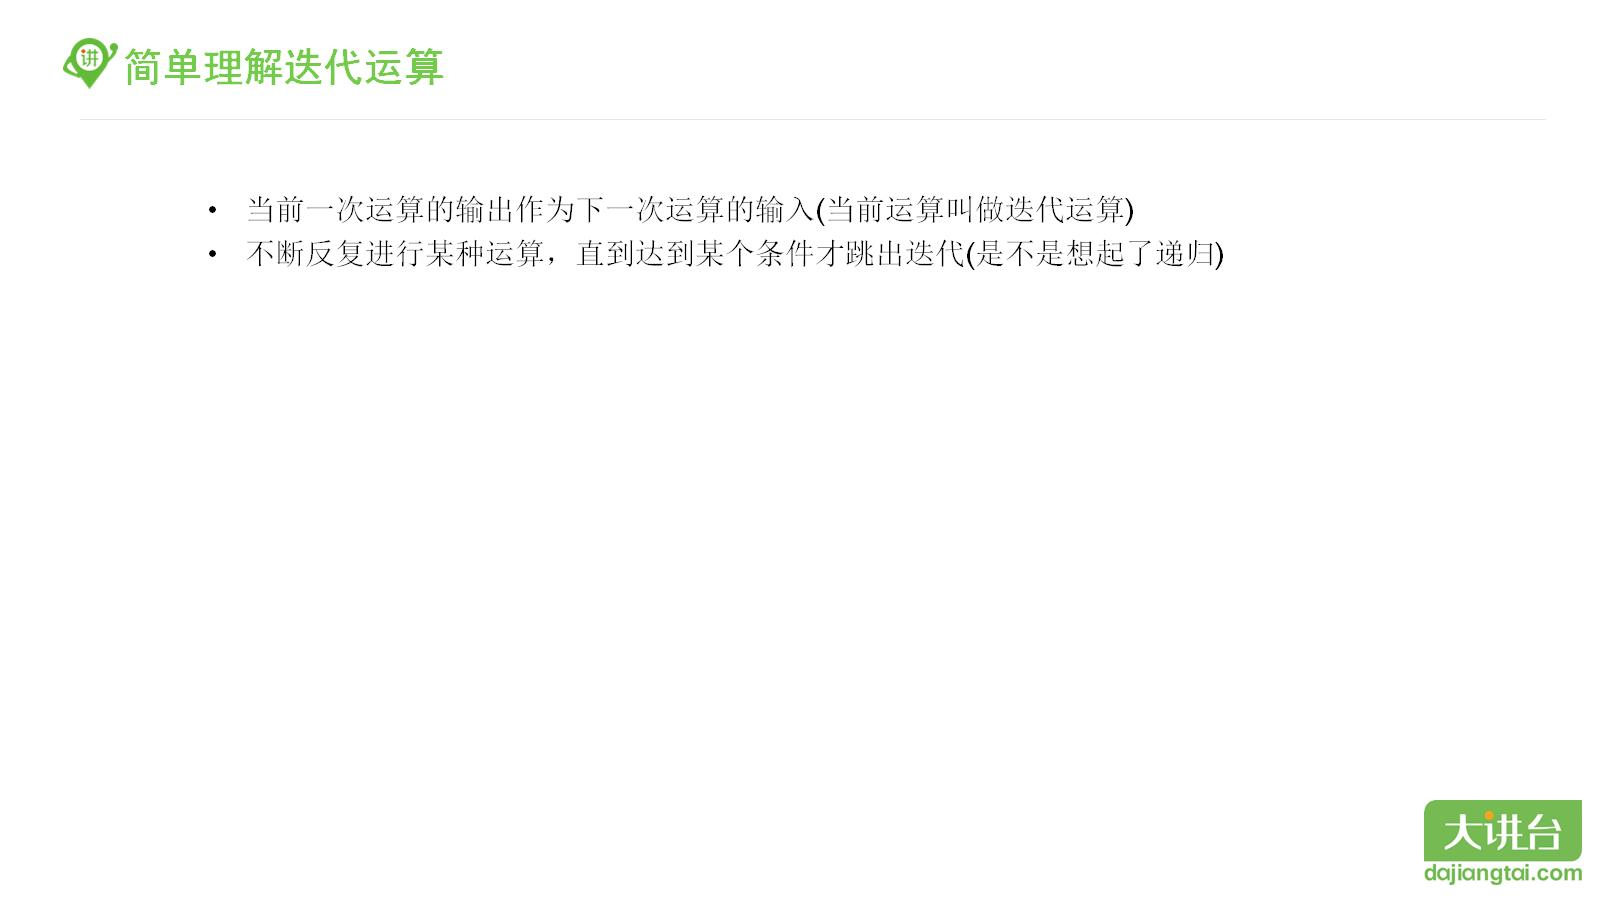 讲 简单理解迭代运算
• 当前一次运算的输出作为下一次运算的输入(当前运算叫做迭代运算)
• 不断反复进行某种运算，直到达到某个条件才跳出迭代(是不是想起了递归)
大讲台
dajiangtai.com